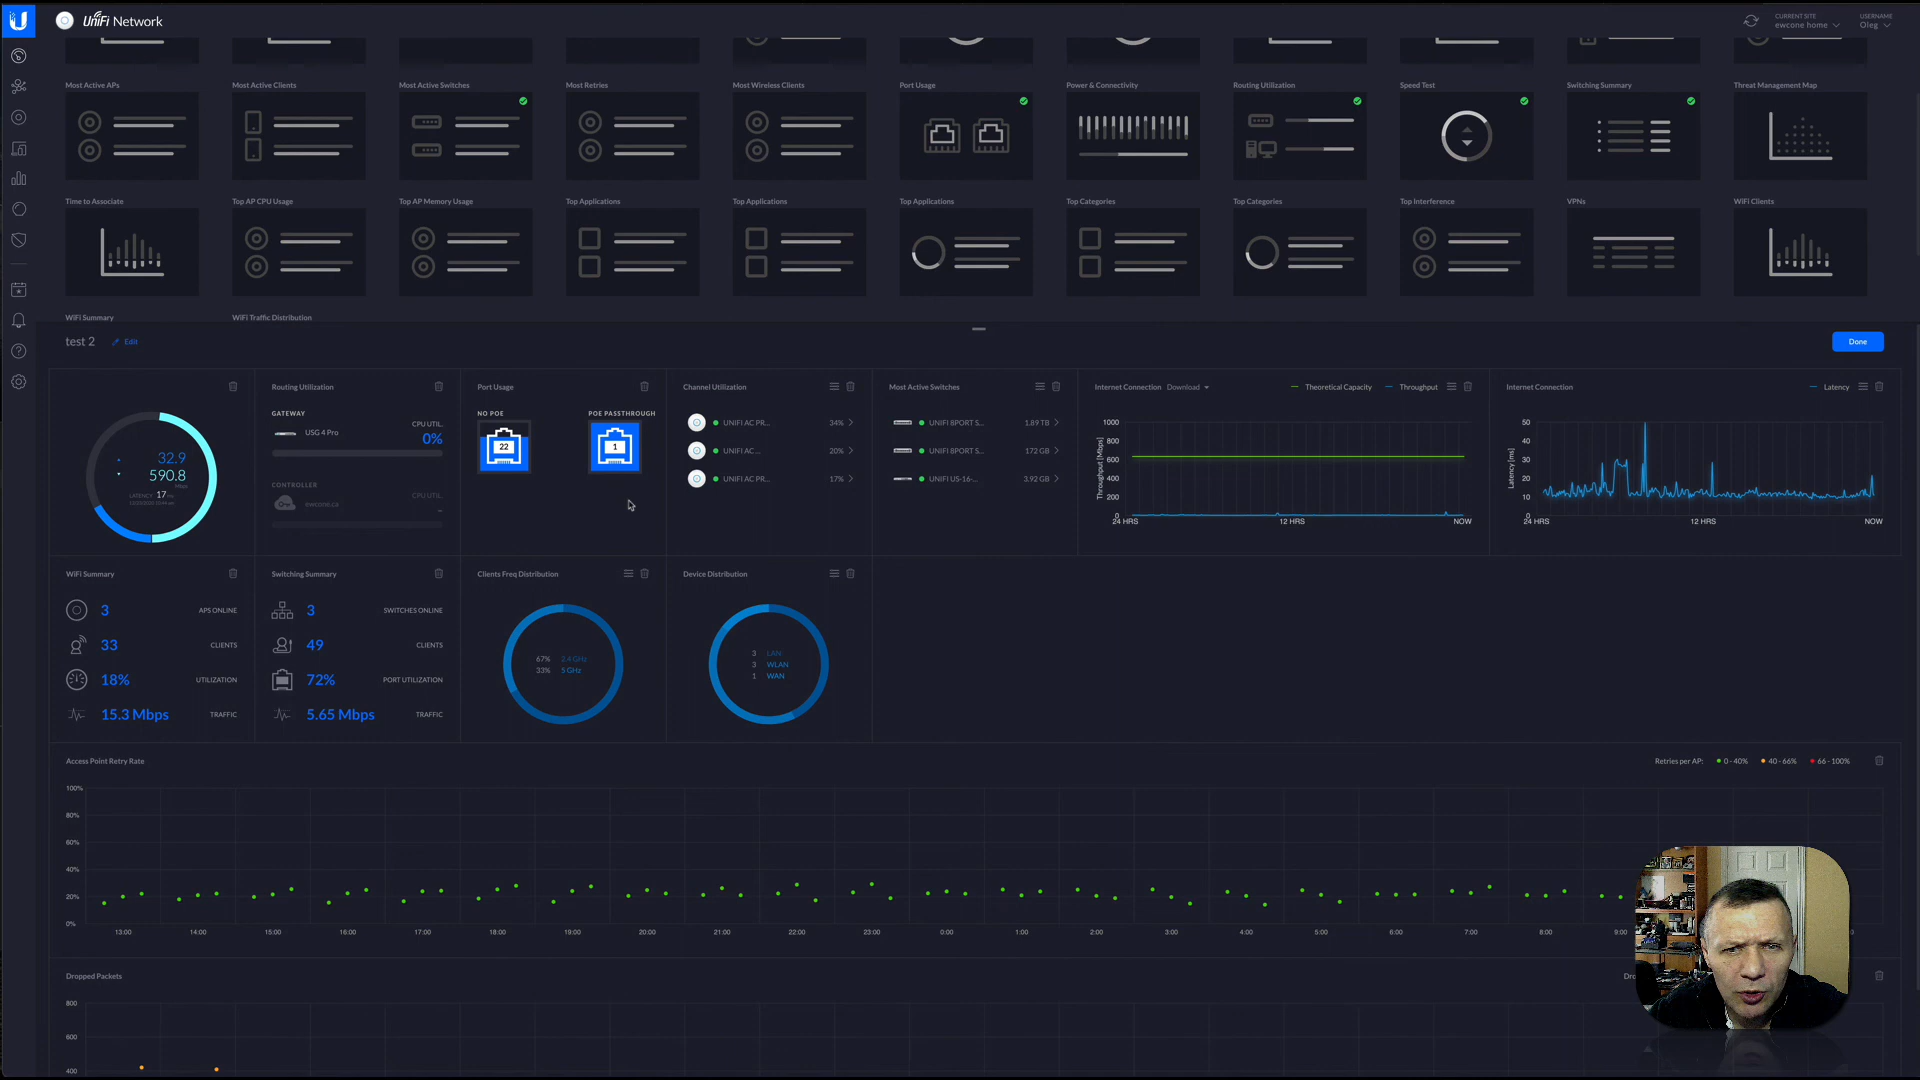 UniFi Network
CURRENT SITE
ewcone home
USERNAME
Oleg
Most Active APs
Most Active Clients
Most Active Switches
Most Retries
Most Wireless Clients
Port Usage
Power & Connectivity
Routing Utilization
Speed Test
Switching Summary
Threat Management Map
Time to Associate
Top AP CPU Usage
Top AP Memory Usage
Top Applications
Top Applications
Top Applications
Top Categories
Top Categories
Top Interference
VPNs
WiFi Clients
WiFi Summary
WiFi Traffic Distribution
test 2
Edit
Done
32.9
590.8
Mbps
LATENCY 17 ms
Routing Utilization
GATEWAY
USG 4 Pro
CPU UTIL.
0%
CONTROLLER
ewcone.ca
CPU UTIL.
Port Usage
NO POE
POE PASSTHROUGH
22
1
Channel Utilization
UNIFI AC PR... 34%
UNIFI AC... 20%
UNIFI AC PR... 17%
Most Active Switches
UNIFI 8PORT S... 1.89 TB
UNIFI 8PORT S... 172 GB
UNIFI US-16-... 3.92 GB
Internet Connection Download
Theoretical Capacity
Throughput
Throughput [Mbps]
1000
800
600
400
200
0
24 HRS
12 HRS
NOW
Internet Connection
Latency
Latency [ms]
50
40
30
20
10
0
24 HRS
12 HRS
NOW
WiFi Summary
3 APS ONLINE
33 CLIENTS
18% UTILIZATION
15.3 Mbps TRAFFIC
Switching Summary
3 SWITCHES ONLINE
49 CLIENTS
72% PORT UTILIZATION
5.65 Mbps TRAFFIC
Clients Freq Distribution
67% 2.4 GHz
33% 5 GHz
Device Distribution
3 LAN
3 WLAN
1 WAN
Access Point Retry Rate
Retries per AP: 0 - 40% 40 - 66% 66 - 100%
100%
80%
60%
40%
20%
0%
13:00 14:00 15:00 16:00 17:00 18:00 19:00 20:00 21:00 22:00 23:00 0:00 1:00 2:00 3:00 4:00 5:00 6:00 7:00 8:00 9:00
Dropped Packets
800
600
400